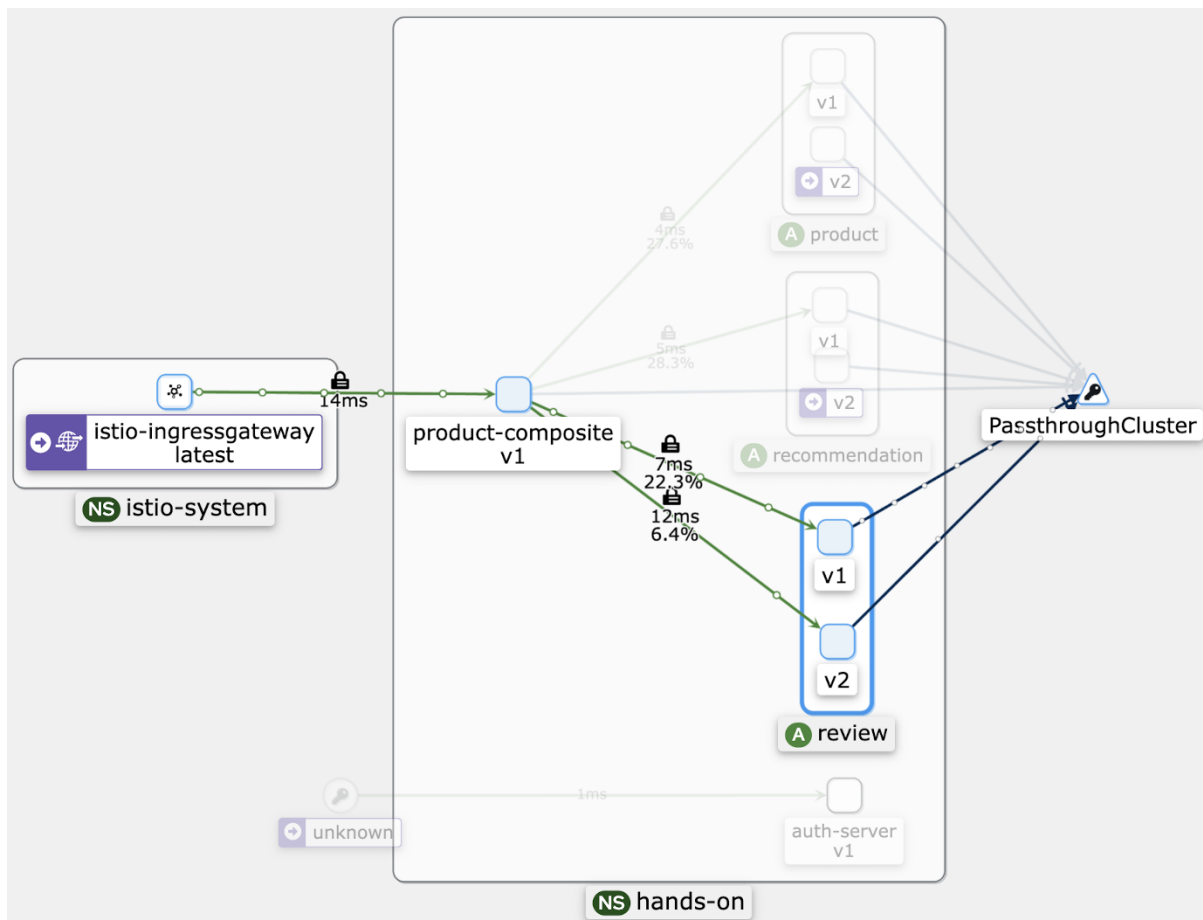 v1
v2
A product
4ms
27.6%
5ms
28.3%
v1
v2
A recommendation
14ms
istio-ingressgateway
latest
NS istio-system
product-composite
v1
PassthroughCluster
7ms
22.3%
12ms
6.4%
v1
v2
A review
unknown
1ms
auth-server
v1
NS hands-on